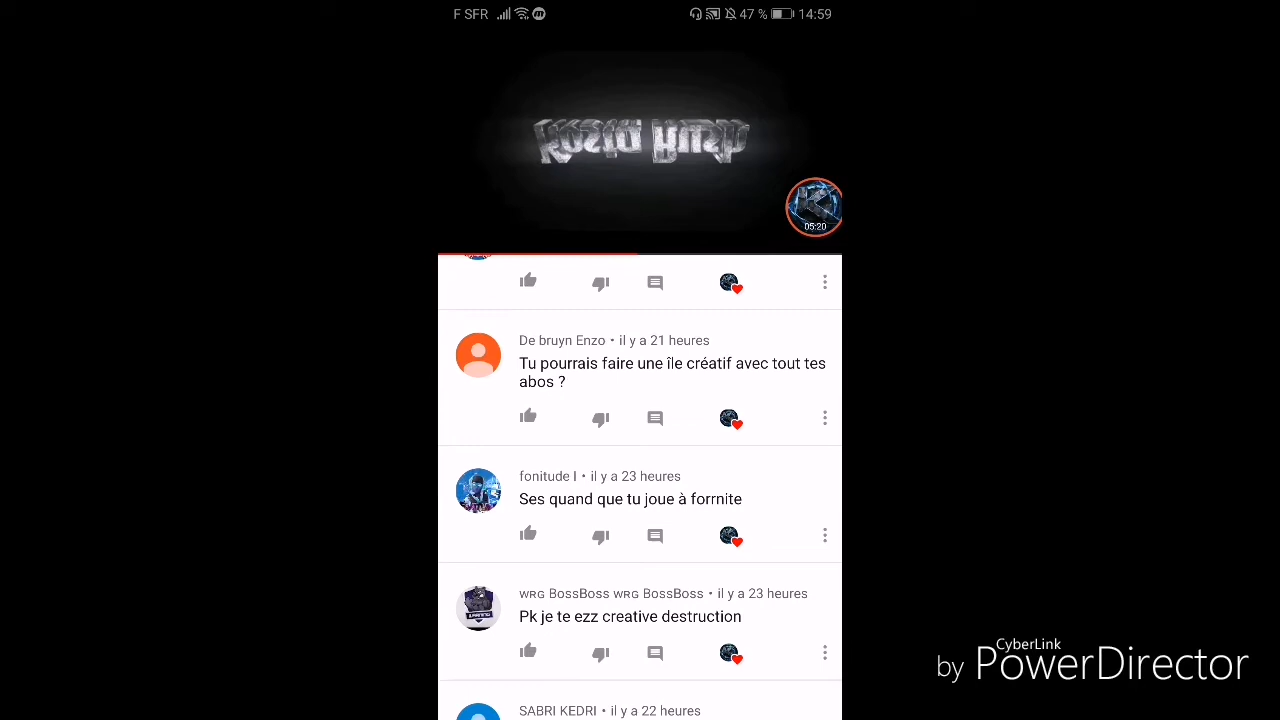 F SFR 47 % 14:59
05:20
De bruyn Enzo • il y a 21 heures
Tu pourrais faire une île créatif avec tout tes
abos ?
fonitude I • il y a 23 heures
Ses quand que tu joue à forrnite
WRG BossBoss WRG BossBoss • il y a 23 heures
Pk je te ezz creative destruction
SABRI KEDRI • il y a 22 heures
CyberLink
by PowerDirector